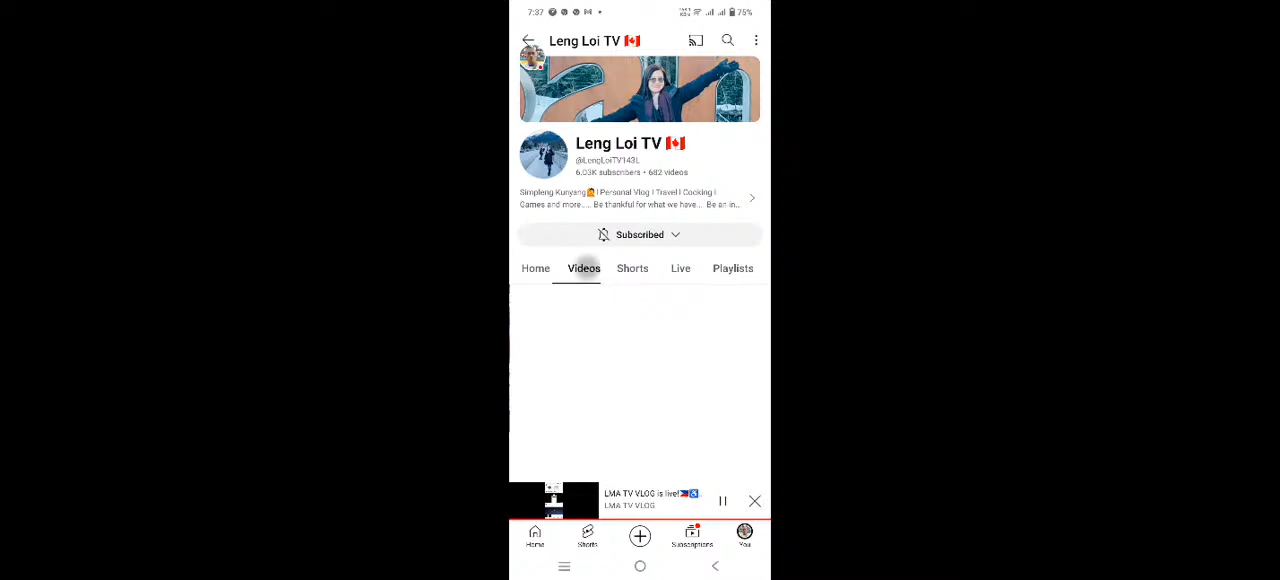 7:37
75%
Leng Loi TV 🇨🇦
Leng Loi TV 🇨🇦
@LengLoiTV143L
6.03K subscribers • 682 videos
Simpleng Kunyang🙋 l Personal Vlog l Travel l Cooking l
Games and more..... Be thankful for what we have.... Be an in...
Subscribed
Home Videos Shorts Live Playlists
LMA TV VLOG is live!🇵🇭♿..
LMA TV VLOG
Home Shorts Subscriptions You